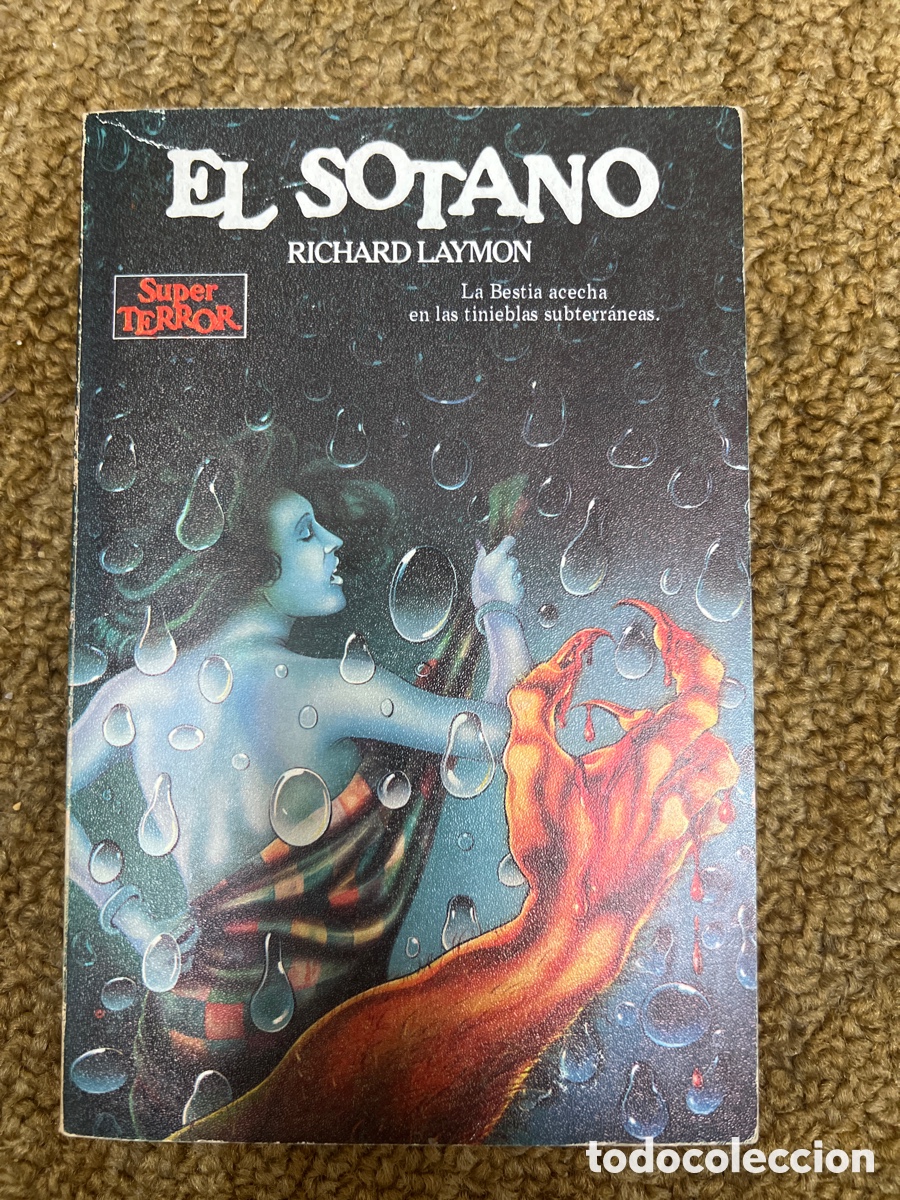 EL SOTANO
RICHARD LAYMON
Super
TERROR
La Bestia acecha
en las tinieblas subterráneas.
todocoleccion